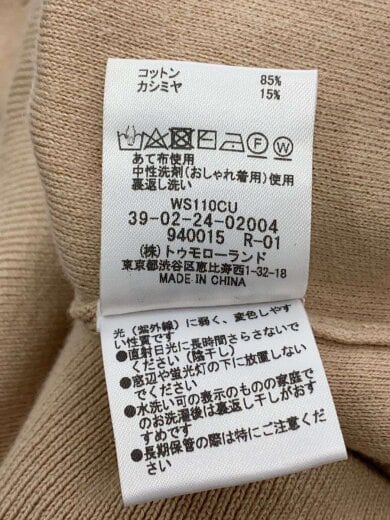 コットン 85%
カシミヤ 15%
あて布使用
中性洗剤(おしゃれ着用)使用
裏返し洗い
WS110CU
39-02-24-02004
940015 R-01
(株)トゥモローランド
東京都渋谷区恵比寿西1-32-18
MADE IN CHINA
光(紫外線)に弱く、変色しやす
い性質です
●直射日光に長時間さらさないで
ください(陰干し)
●窓辺や蛍光灯の下に放置しない
でください
●水洗い可の表示のものの家庭で
のお洗濯後は裏返し干しがおす
すめです
●長期保管の際は特にご注意くだ
さい